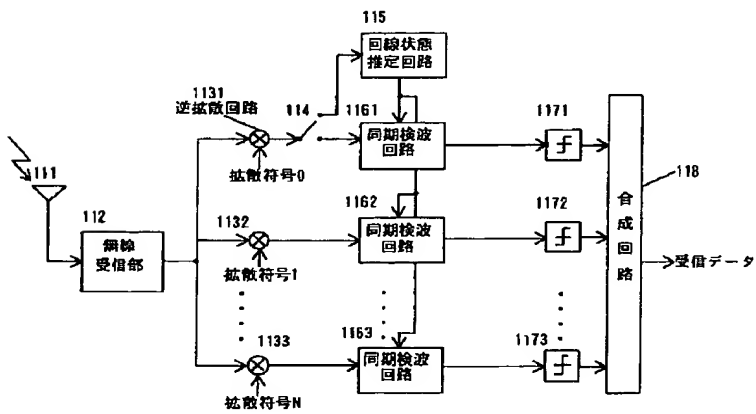 115
回線状態
推定回路
1131
逆拡散回路
114
1161
同期検波
回路
1171
拡散符号0
111
112
無線
受信部
1132
拡散符号1
1162
同期検波
回路
1172
合成回路
118
受信データ
1133
拡散符号N
1163
同期検波
回路
1173